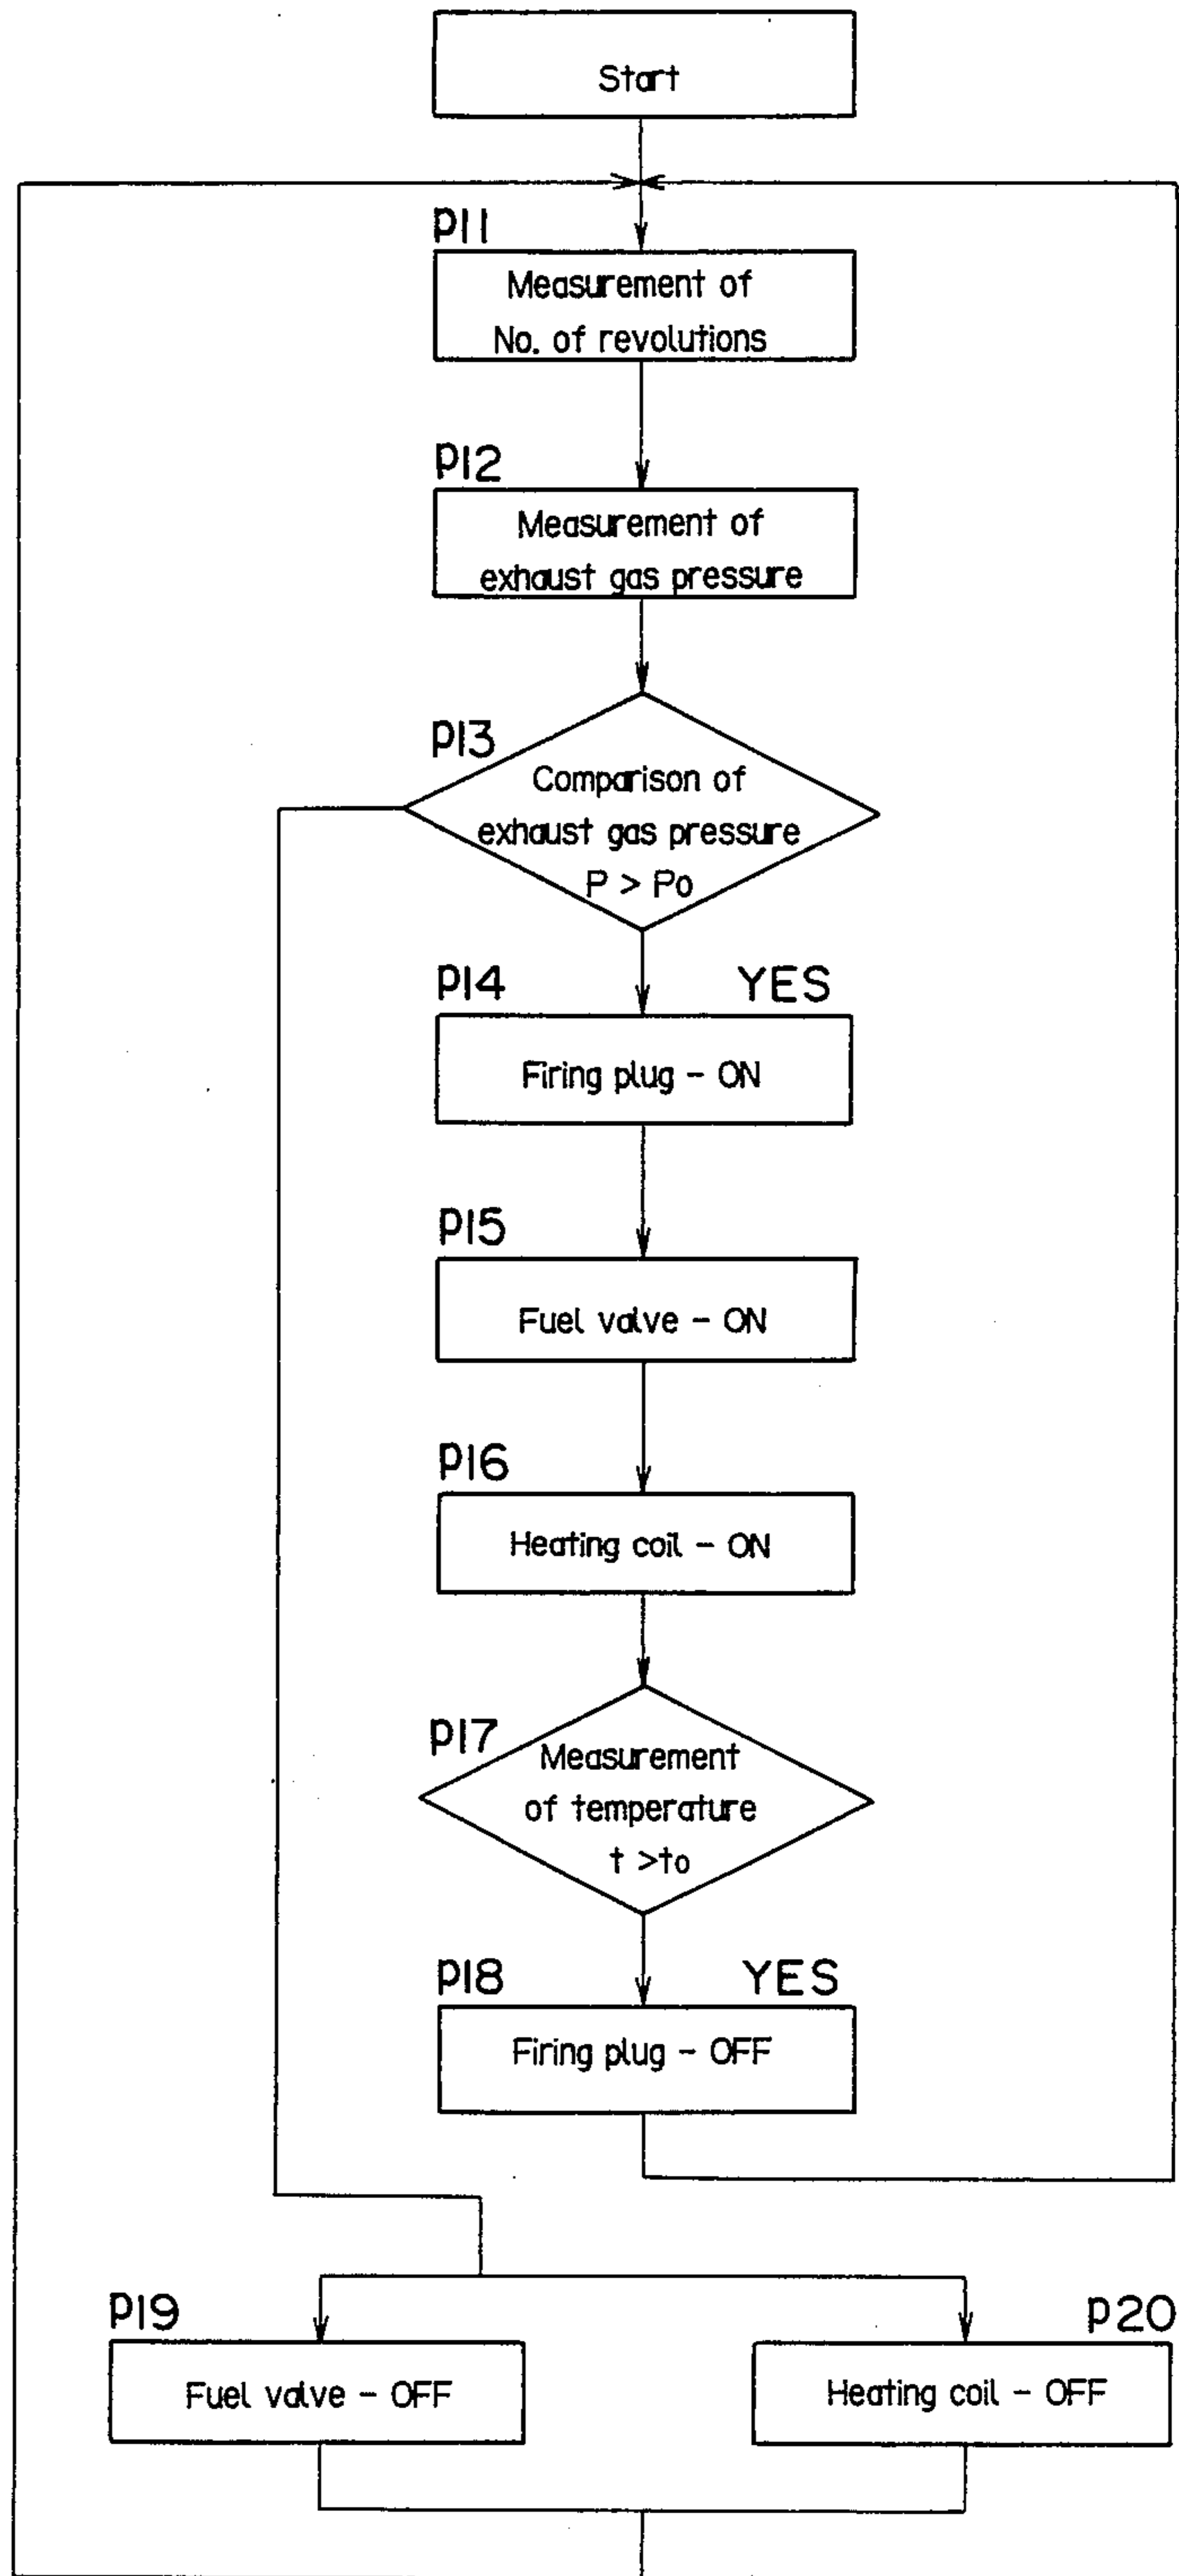 Start
P11
Measurement of
No. of revolutions
P12
Measurement of
exhaust gas pressure
P13
Comparison of
exhaust gas pressure
P > Po
P14 YES
Firing plug - ON
P15
Fuel valve - ON
P16
Heating coil - ON
P17
Measurement
of temperature
t >to
P18 YES
Firing plug - OFF
P19
Fuel valve - OFF
P20
Heating coil - OFF